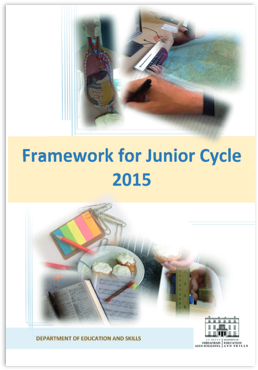 Framework for Junior Cycle
2015
DEPARTMENT OF EDUCATION AND SKILLS